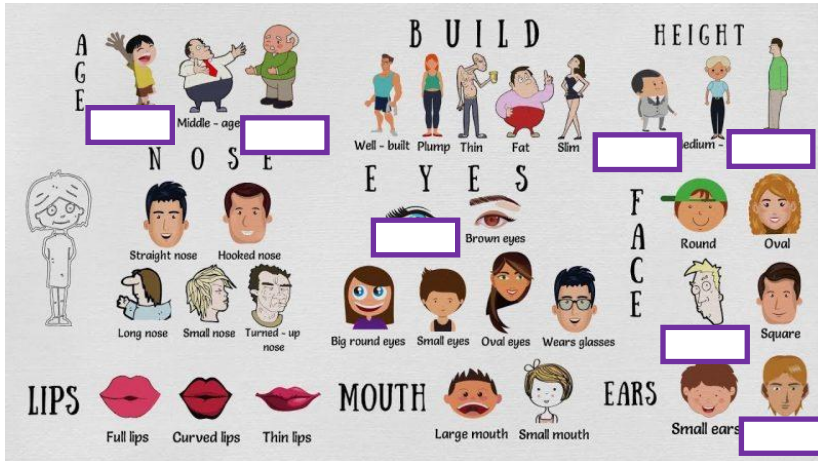 AGE
Middle - age
BUILD
Well - built Plump Thin Fat Slim
HEIGHT
edium -
NOSE
Straight nose Hooked nose
Long nose Small nose Turned - up
nose
EYES
Brown eyes
Big round eyes Small eyes Oval eyes Wears glasses
FACE
Round Oval
Square
LIPS
Full lips Curved lips Thin lips
MOUTH
Large mouth Small mouth
EARS
Small ears